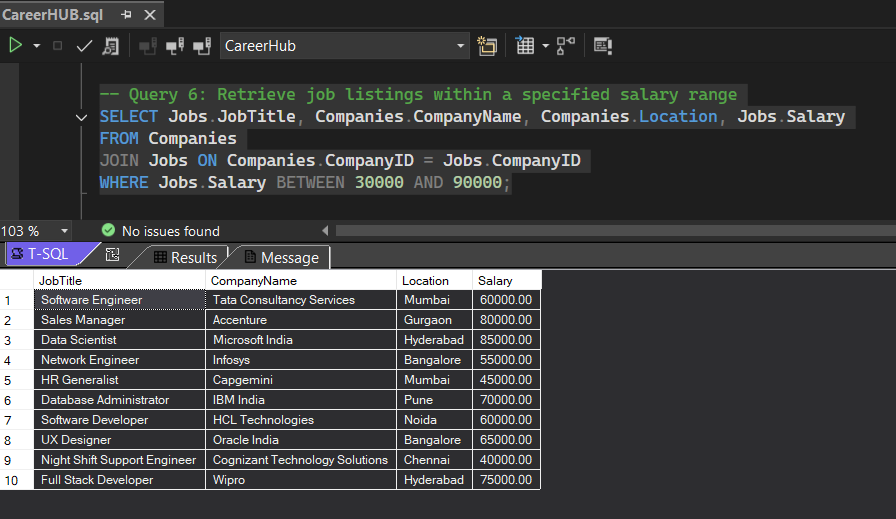 CareerHUB.sql
CareerHub
-- Query 6: Retrieve job listings within a specified salary range
SELECT Jobs.JobTitle, Companies.CompanyName, Companies.Location, Jobs.Salary
FROM Companies
JOIN Jobs ON Companies.CompanyID = Jobs.CompanyID
WHERE Jobs.Salary BETWEEN 30000 AND 90000;
103 % No issues found
T-SQL Results Message
JobTitle CompanyName Location Salary
1 Software Engineer Tata Consultancy Services Mumbai 60000.00
2 Sales Manager Accenture Gurgaon 80000.00
3 Data Scientist Microsoft India Hyderabad 85000.00
4 Network Engineer Infosys Bangalore 55000.00
5 HR Generalist Capgemini Mumbai 45000.00
6 Database Administrator IBM India Pune 70000.00
7 Software Developer HCL Technologies Noida 60000.00
8 UX Designer Oracle India Bangalore 65000.00
9 Night Shift Support Engineer Cognizant Technology Solutions Chennai 40000.00
10 Full Stack Developer Wipro Hyderabad 75000.00